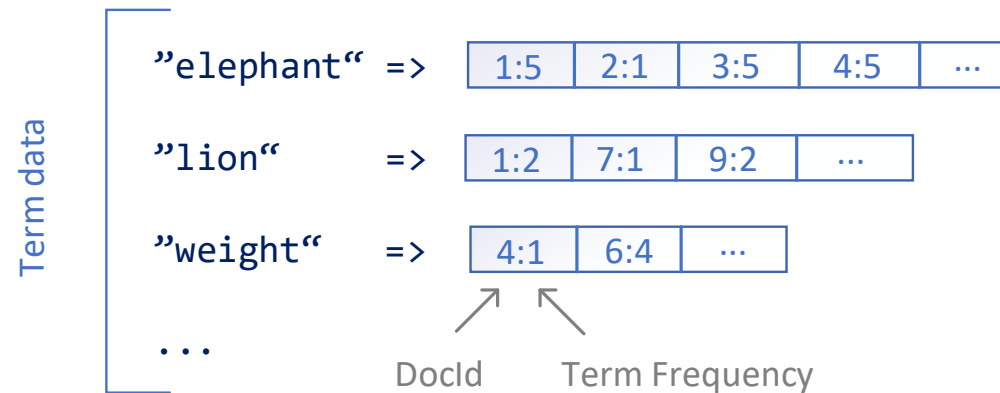 Term data
”elephant“ => 1:5 2:1 3:5 4:5 ...
”lion“ => 1:2 7:1 9:2 ...
”weight“ => 4:1 6:4 ...
...
DocId Term Frequency